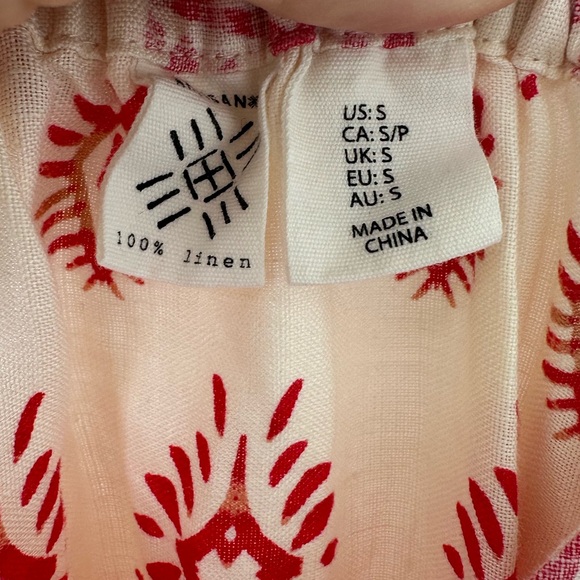 100% linen
US: S
CA: S/P
UK: S
EU: S
AU: S
MADE IN
CHINA